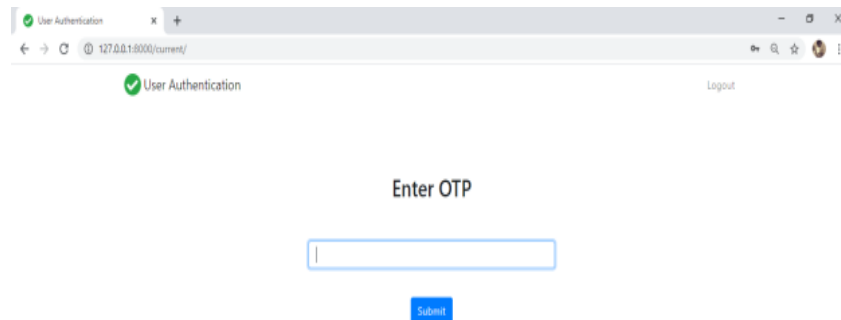 User Authentication
127.0.0.1:8000/current/
User Authentication
Logout
Enter OTP
Submit